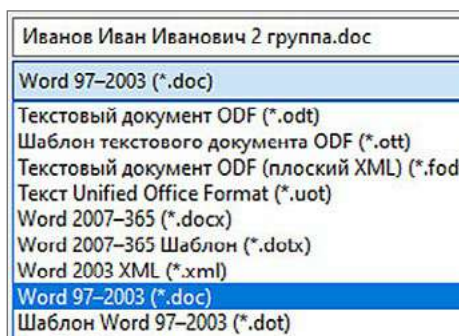 Иванов Иван Иванович 2 группа.doc
Word 97–2003 (*.doc)
Текстовый документ ODF (*.odt)
Шаблон текстового документа ODF (*.ott)
Текстовый документ ODF (плоский XML) (*.fod
Текст Unified Office Format (*.uot)
Word 2007–365 (*.docx)
Word 2007–365 Шаблон (*.dotx)
Word 2003 XML (*.xml)
Word 97–2003 (*.doc)
Шаблон Word 97–2003 (*.dot)